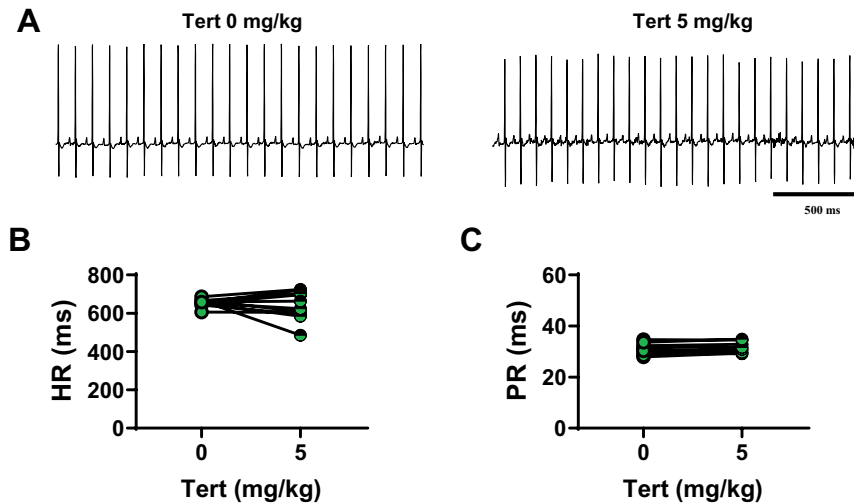 A
Tert 0 mg/kg
Tert 5 mg/kg
500 ms
B
HR (ms)
800
600
400
200
0
0
5
Tert (mg/kg)
C
PR (ms)
60
40
20
0
0
5
Tert (mg/kg)